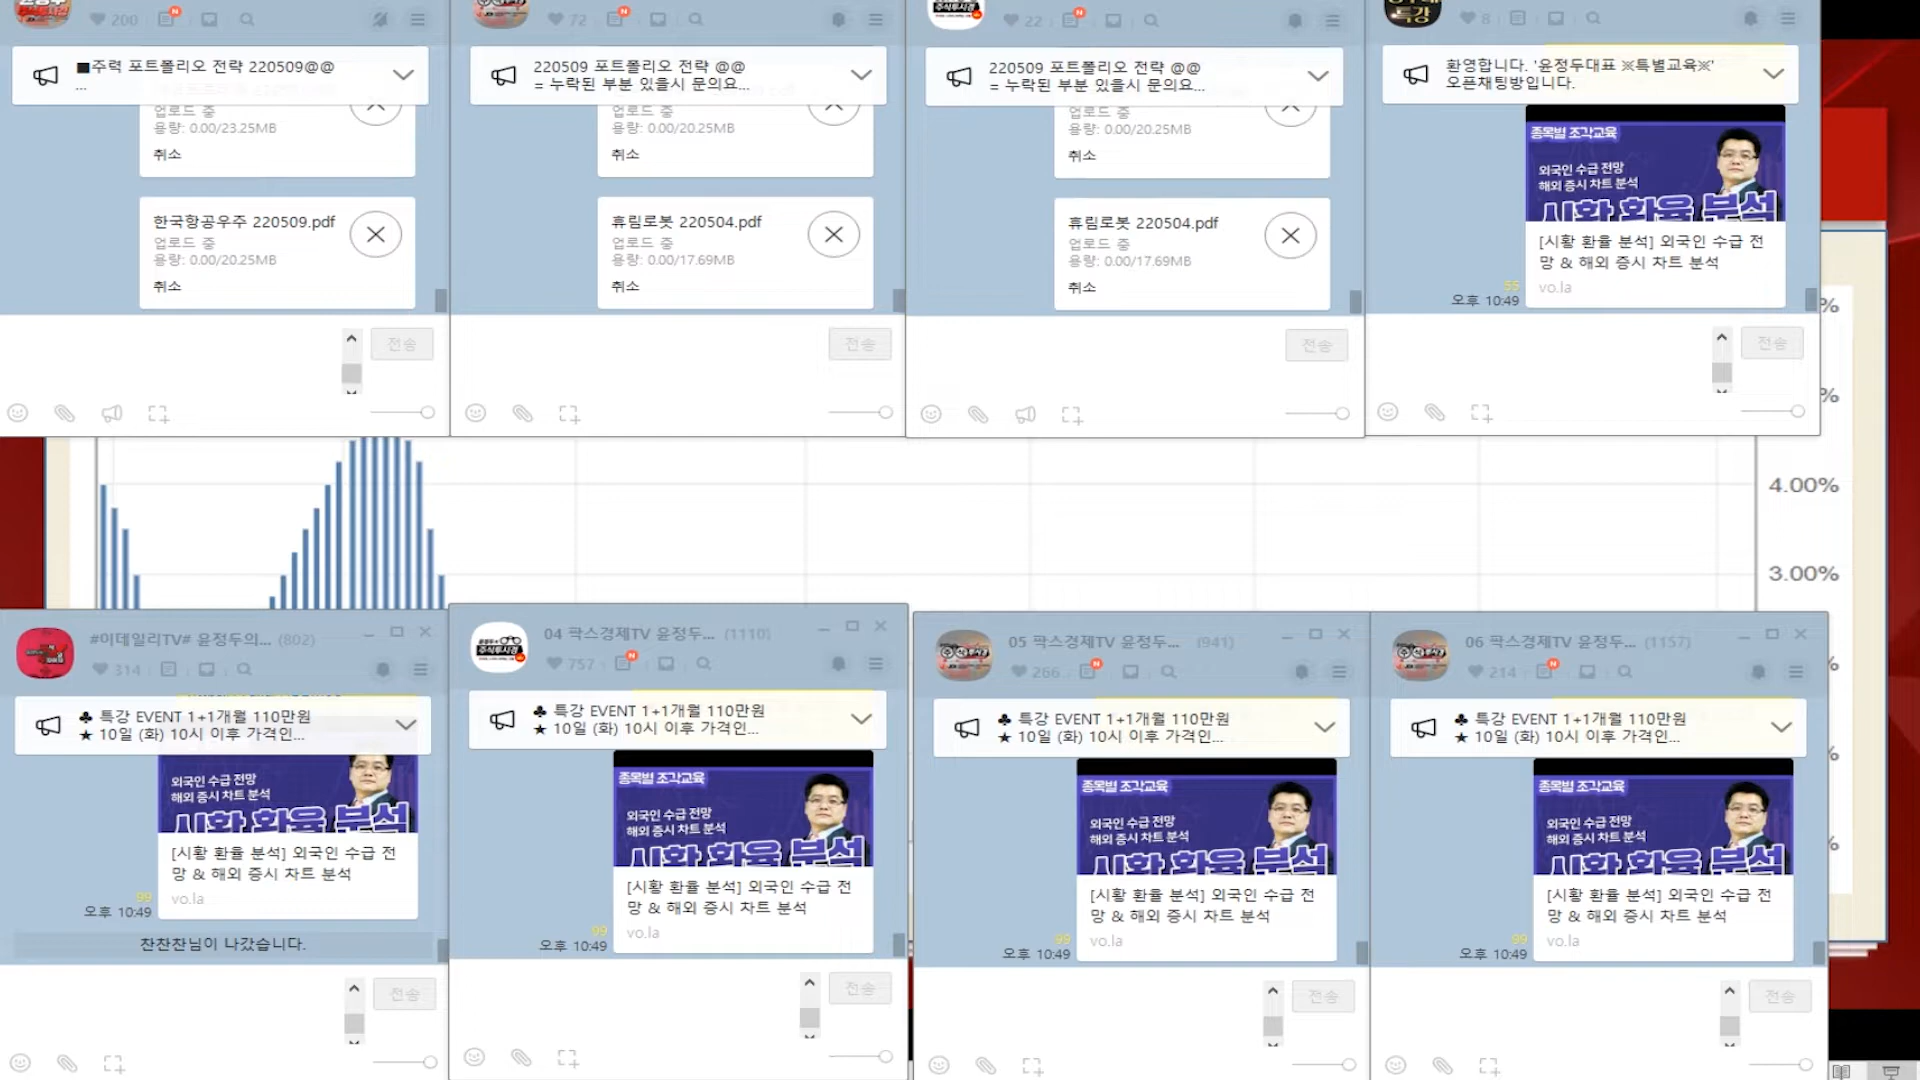 200
■주력 포트폴리오 전략 220509@@
...
업로드 중
용량: 0.00/23.25MB
취소
한국항공우주 220509.pdf
업로드 중
용량: 0.00/20.25MB
취소
전송
72
220509 포트폴리오 전략 @@
= 누락된 부분 있을시 문의요...
업로드 중
용량: 0.00/20.25MB
취소
휴림로봇 220504.pdf
업로드 중
용량: 0.00/17.69MB
취소
전송
22
220509 포트폴리오 전략 @@
= 누락된 부분 있을시 문의요...
업로드 중
용량: 0.00/20.25MB
취소
휴림로봇 220504.pdf
업로드 중
용량: 0.00/17.69MB
취소
전송
특강
8
환영합니다. '윤정두대표 ※특별교육※'
오픈채팅방입니다.
종목별 조각교육
외국인 수급 전망
해외 증시 차트 분석
시황 환율 분석
[시황 환율 분석] 외국인 수급 전
망 & 해외 증시 차트 분석
vo.la
55
오후 10:49
전송
4.00%
3.00%
#이데일리TV# 윤정두의... (802)
314
♣ 특강 EVENT 1+1개월 110만원
★ 10일 (화) 10시 이후 가격인...
외국인 수급 전망
해외 증시 차트 분석
시황 환율 분석
[시황 환율 분석] 외국인 수급 전
망 & 해외 증시 차트 분석
vo.la
99
오후 10:49
찬찬찬님이 나갔습니다.
전송
주식투시경
04 팍스경제TV 윤정두... (1110)
757
♣ 특강 EVENT 1+1개월 110만원
★ 10일 (화) 10시 이후 가격인...
종목별 조각교육
외국인 수급 전망
해외 증시 차트 분석
시황 환율 분석
[시황 환율 분석] 외국인 수급 전
망 & 해외 증시 차트 분석
vo.la
99
오후 10:49
전송
05 팍스경제TV 윤정두... (941)
266
♣ 특강 EVENT 1+1개월 110만원
★ 10일 (화) 10시 이후 가격인...
종목별 조각교육
외국인 수급 전망
해외 증시 차트 분석
시황 환율 분석
[시황 환율 분석] 외국인 수급 전
망 & 해외 증시 차트 분석
vo.la
99
오후 10:49
전송
06 팍스경제TV 윤정두... (1157)
214
♣ 특강 EVENT 1+1개월 110만원
★ 10일 (화) 10시 이후 가격인...
종목별 조각교육
외국인 수급 전망
해외 증시 차트 분석
시황 환율 분석
[시황 환율 분석] 외국인 수급 전
망 & 해외 증시 차트 분석
vo.la
99
오후 10:49
전송